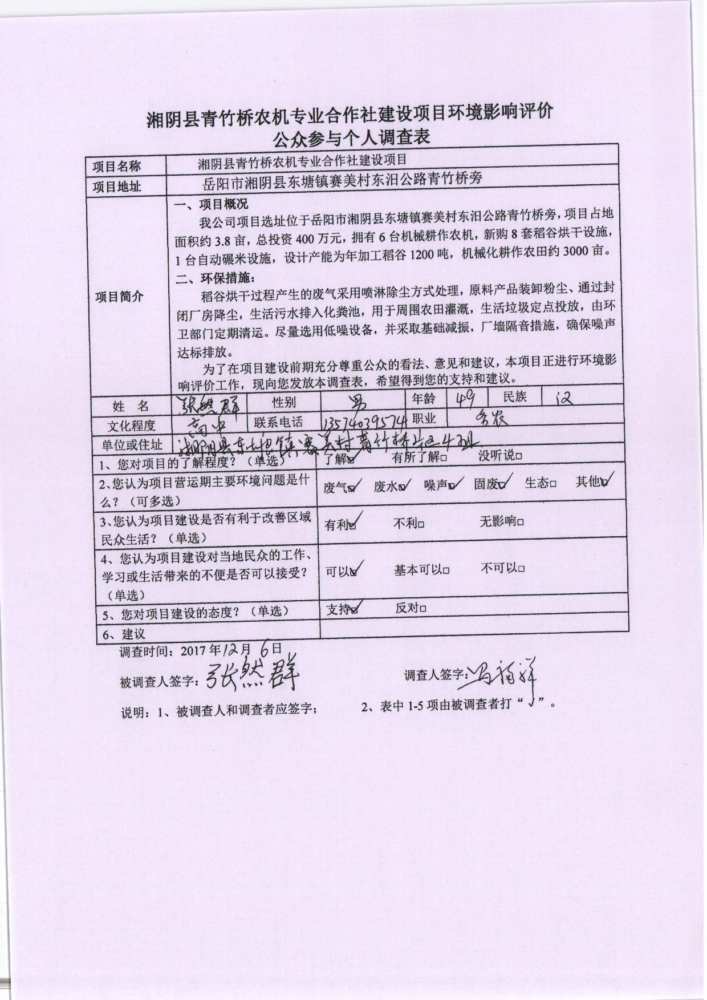 湘阴县青竹桥农机专业合作社建设项目环境影响评价
公众参与个人调查表
项目名称 湘阴县青竹桥农机专业合作社建设项目
项目地址 岳阳市湘阴县东塘镇赛美村东汨公路青竹桥旁
项目简介
一、项目概况
我公司项目选址位于岳阳市湘阴县东塘镇赛美村东汨公路青竹桥旁，项目占地
面积约 3.8 亩，总投资 400 万元，拥有 6 台机械耕作农机，新购 8 套稻谷烘干设施，
1 台自动碾米设施，设计产能为年加工稻谷 1200 吨，机械化耕作农田约 3000 亩。
二、环保措施：
稻谷烘干过程产生的废气采用喷淋除尘方式处理，原料产品装卸粉尘、通过封
闭厂房降尘，生活污水排入化粪池，用于周围农田灌溉，生活垃圾定点投放，由环
卫部门定期清运。尽量选用低噪设备，并采取基础减振，厂墙隔音措施，确保噪声
达标排放。
为了在项目建设前期充分尊重公众的看法、意见和建议，本项目正进行环境影
响评价工作，现向您发放本调查表，希望得到您的支持和建议。
姓 名 张然群 性别 男 年龄 49 民族 汉
文化程度 高中 联系电话 13574039574 职业 务农
单位或住址 湘阴县东塘镇赛美村青竹桥片区4组
1、您对项目的了解程度？（单选） 了解☑ 有所了解□ 没听说□
2、您认为项目营运期主要环境问题是什
么？（可多选） 废气☑ 废水☑ 噪声☑ 固废☑ 生态□ 其他☑
3、您认为项目建设是否有利于改善区域
民众生活？（单选） 有利☑ 不利□ 无影响□
4、您认为项目建设对当地民众的工作、
学习或生活带来的不便是否可以接受？
（单选） 可以☑ 基本可以□ 不可以□
5、您对项目建设的态度？（单选） 支持☑ 反对□
6、建议
调查时间：2017 年12月 6日
被调查人签字：张然群 调查人签字：冯福祥
说明：1、被调查人和调查者应签字； 2、表中 1-5 项由被调查者打“√”。